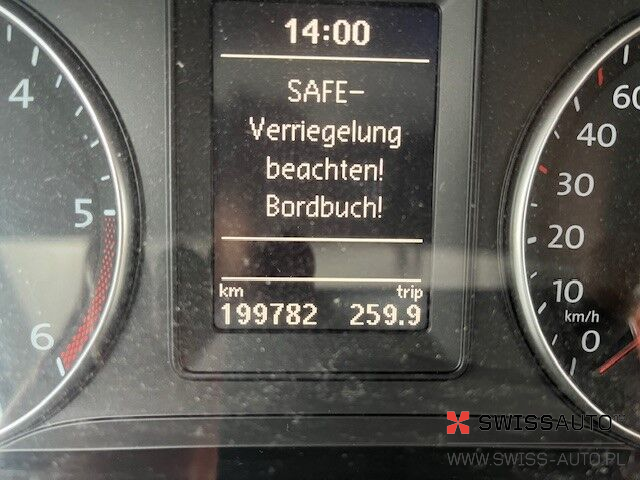 14:00
SAFE-
Verriegelung
beachten!
Bordbuch!
km trip
199782 259.9
4
5
6
60
40
30
20
10
km/h
0
SWISSAUTO
WWW.SWISS-AUTO.PL